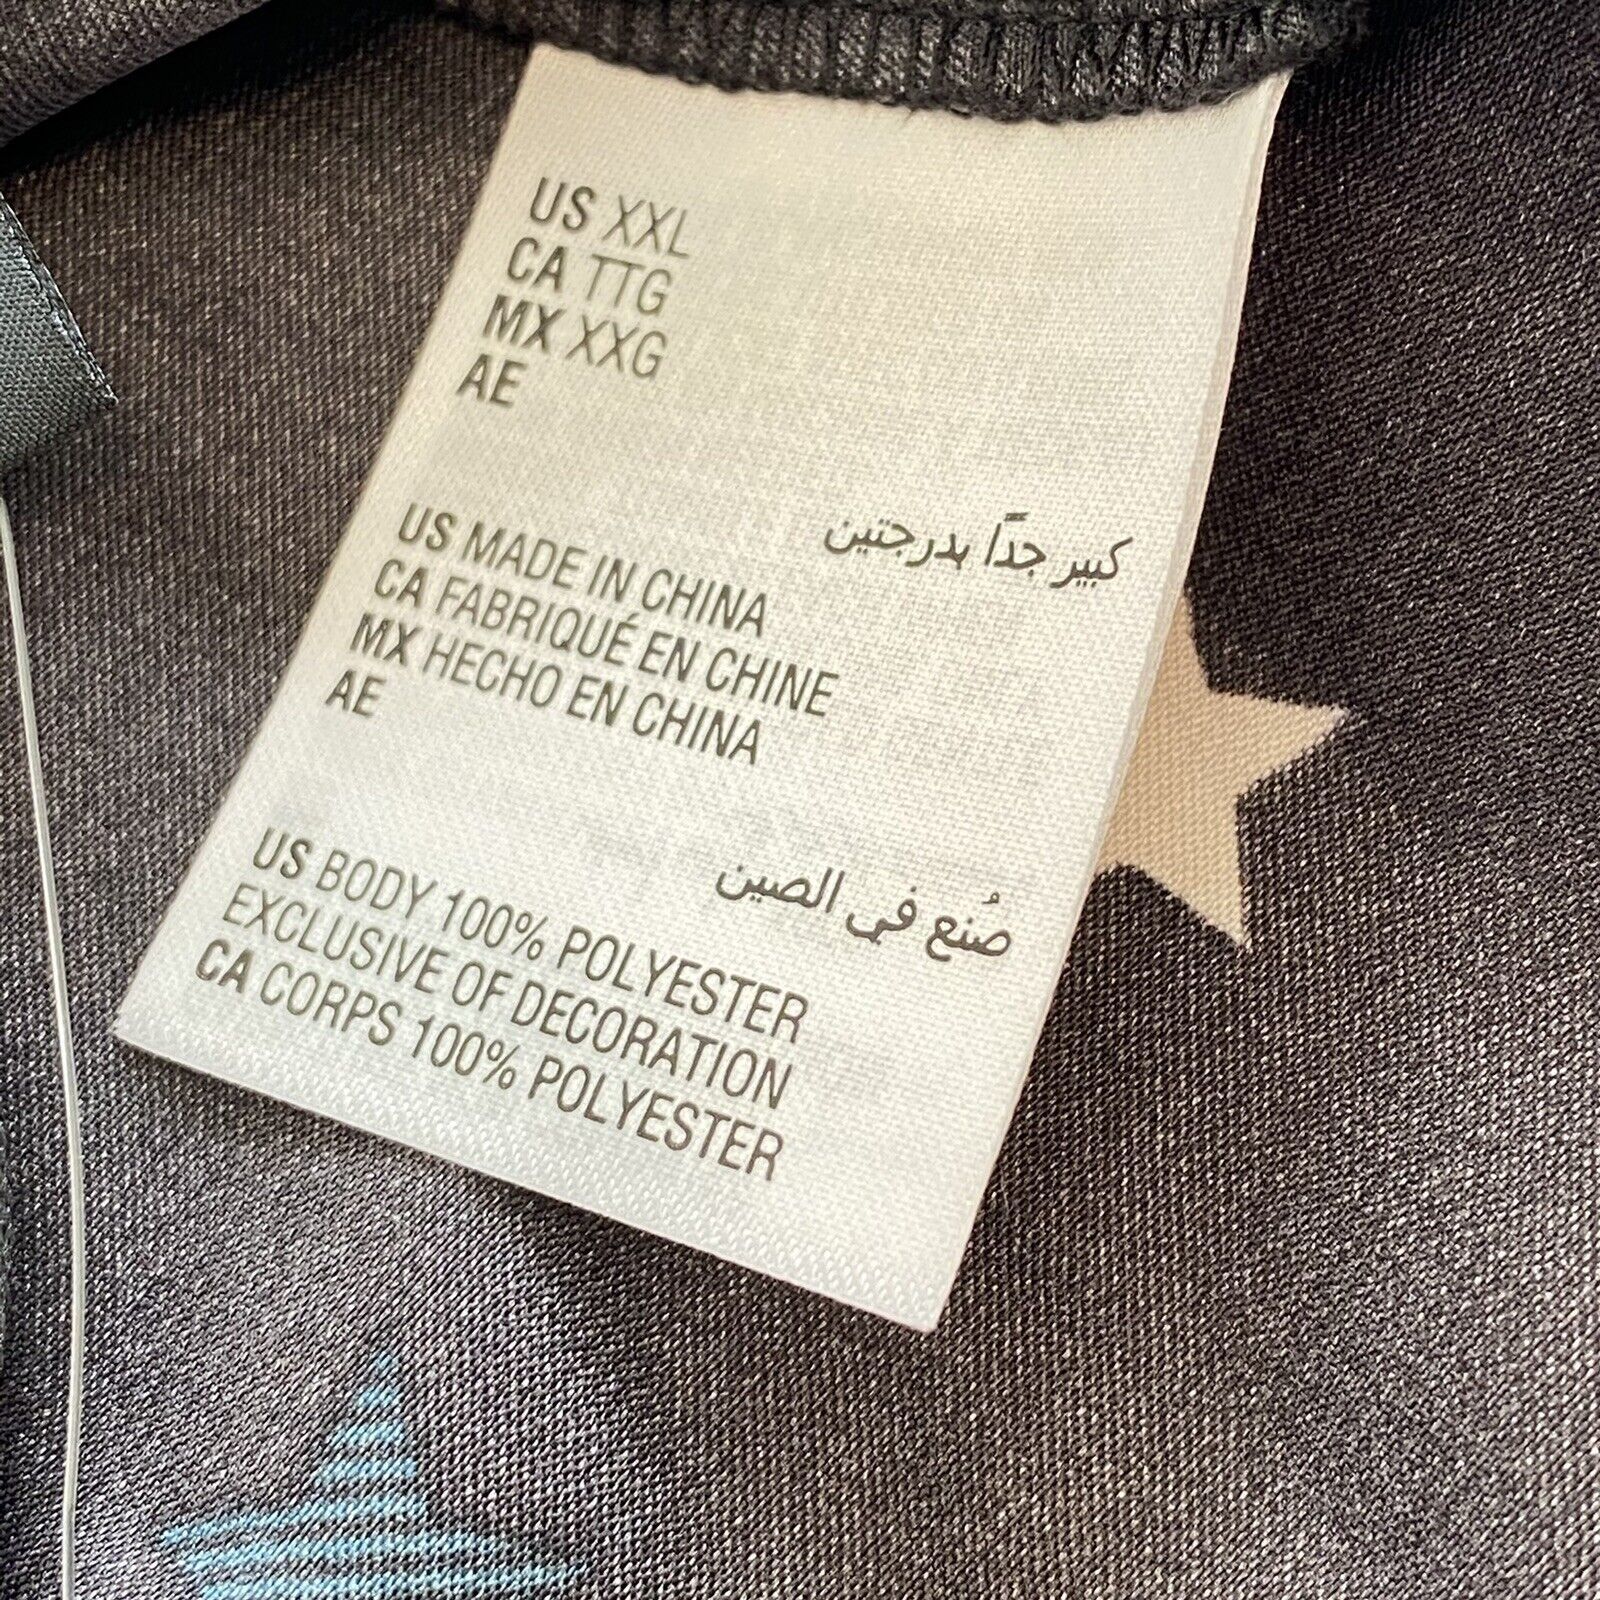 US XXL
CA TTG
MX XXG
AE
كبير جداً بدرجتين
US MADE IN CHINA
CA FABRIQUÉ EN CHINE
MX HECHO EN CHINA
AE
صُنع في الصين
US BODY 100% POLYESTER
EXCLUSIVE OF DECORATION
CA CORPS 100% POLYESTER